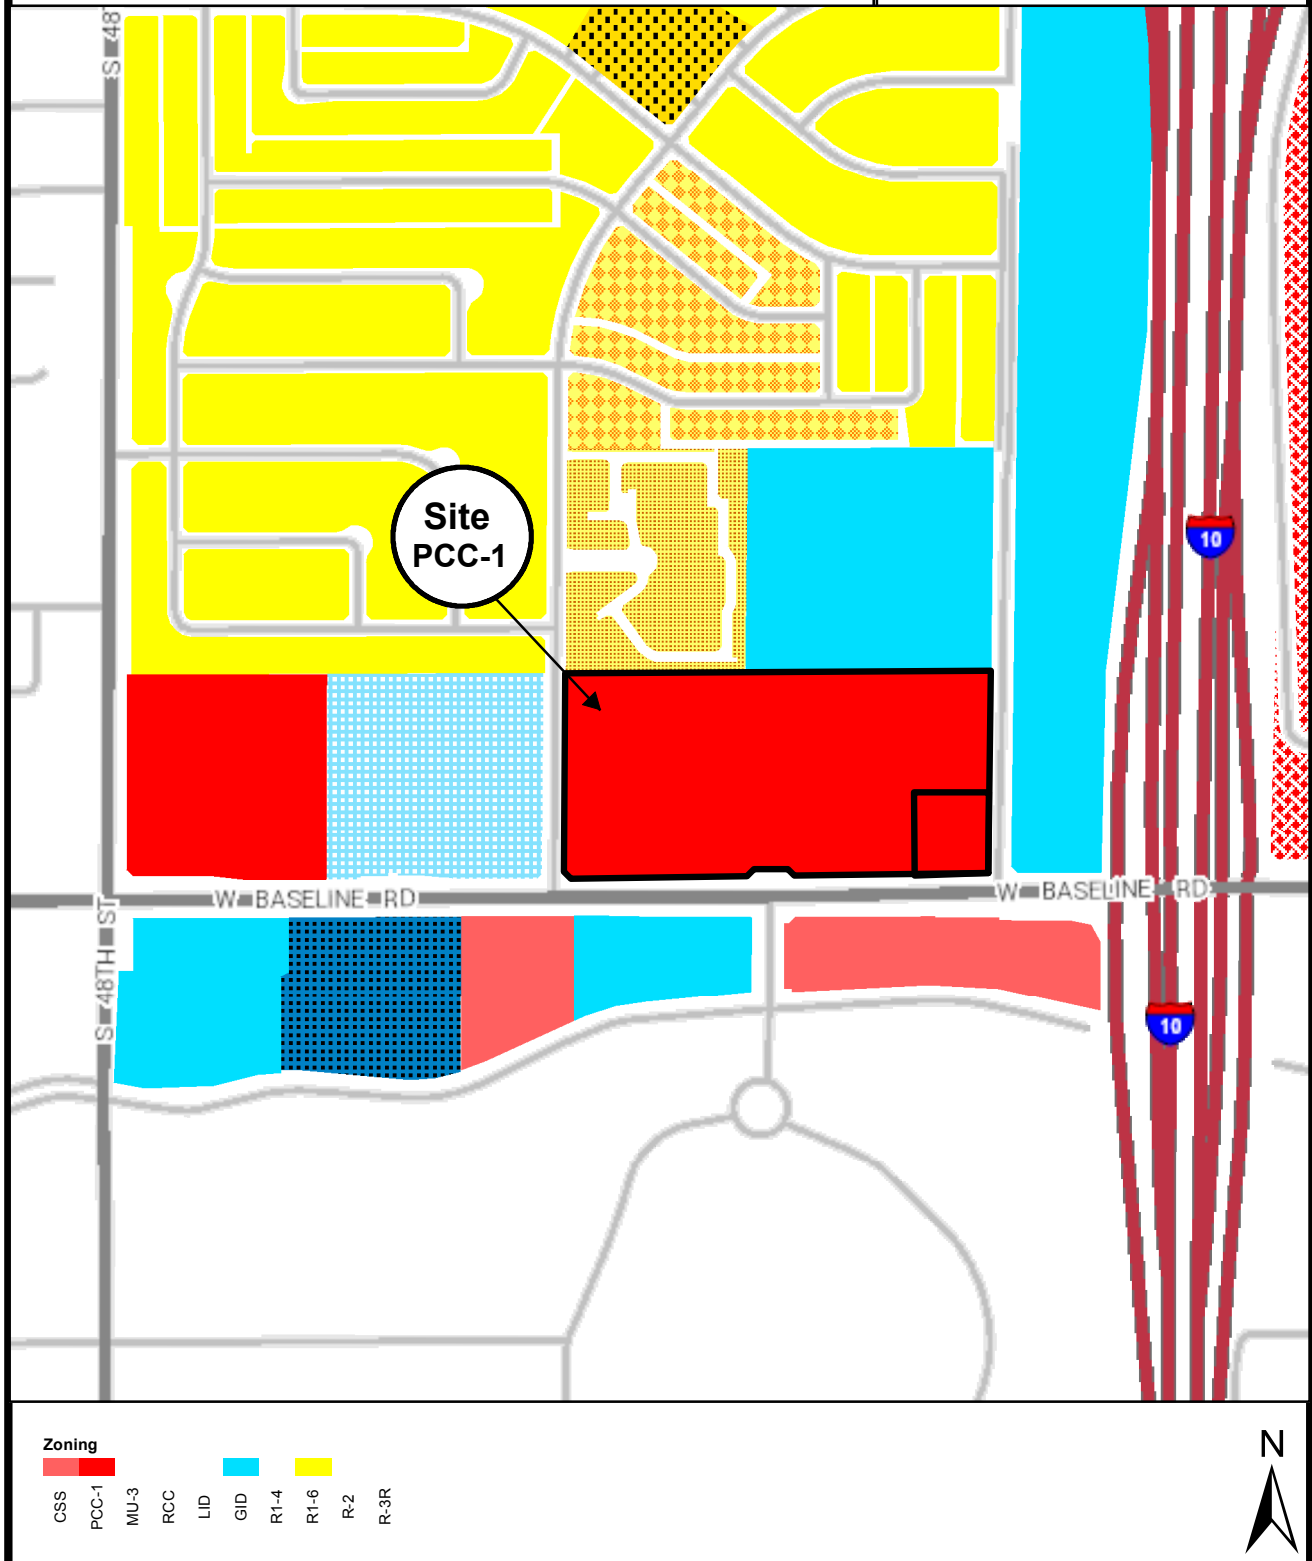 S 48
Site
PCC-1
10
W BASELINE RD
W BASELINE RD
S 48TH ST
10
Zoning
CSS
PCC-1
MU-3
RCC
LID
GID
R1-4
R1-6
R-2
R-3R
N